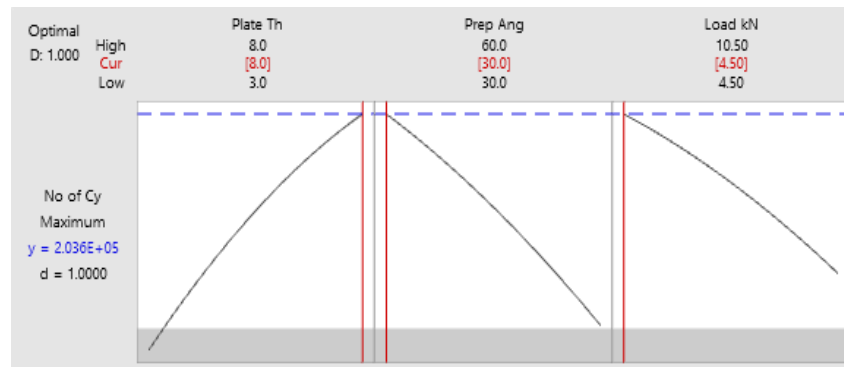 Optimal
D: 1.000
High
Cur
Low
Plate Th
8.0
[8.0]
3.0
Prep Ang
60.0
[30.0]
30.0
Load kN
10.50
[4.50]
4.50
No of Cy
Maximum
y = 2.036E+05
d = 1.0000